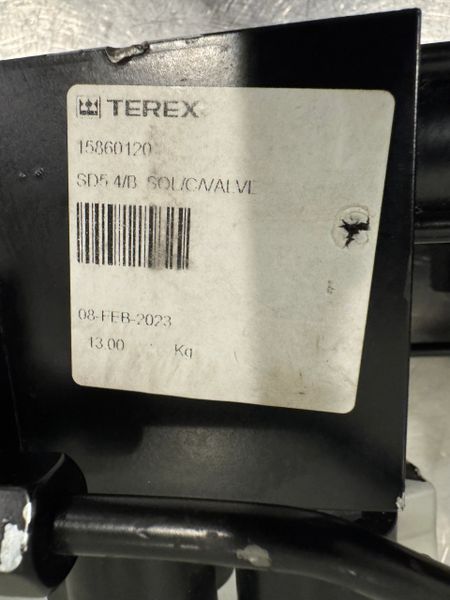 TEREX
15860120
SD5 4/B SOL/C/VALVE
08-FEB-2023
13.00 Kg